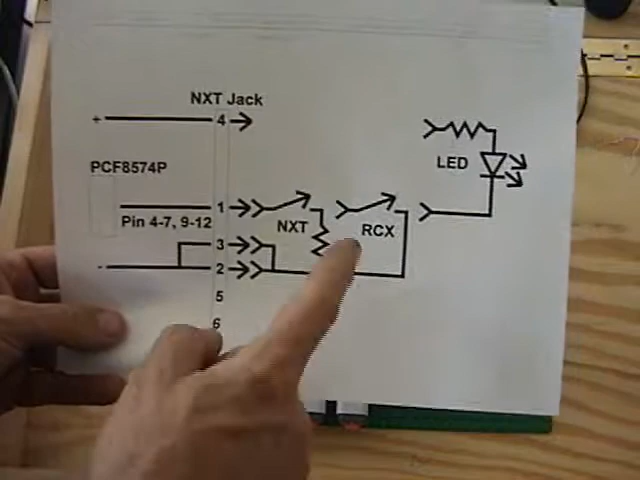 NXT Jack
+ 4
PCF8574P
LED
1
Pin 4-7, 9-12
NXT
RCX
3
- 2
5
6